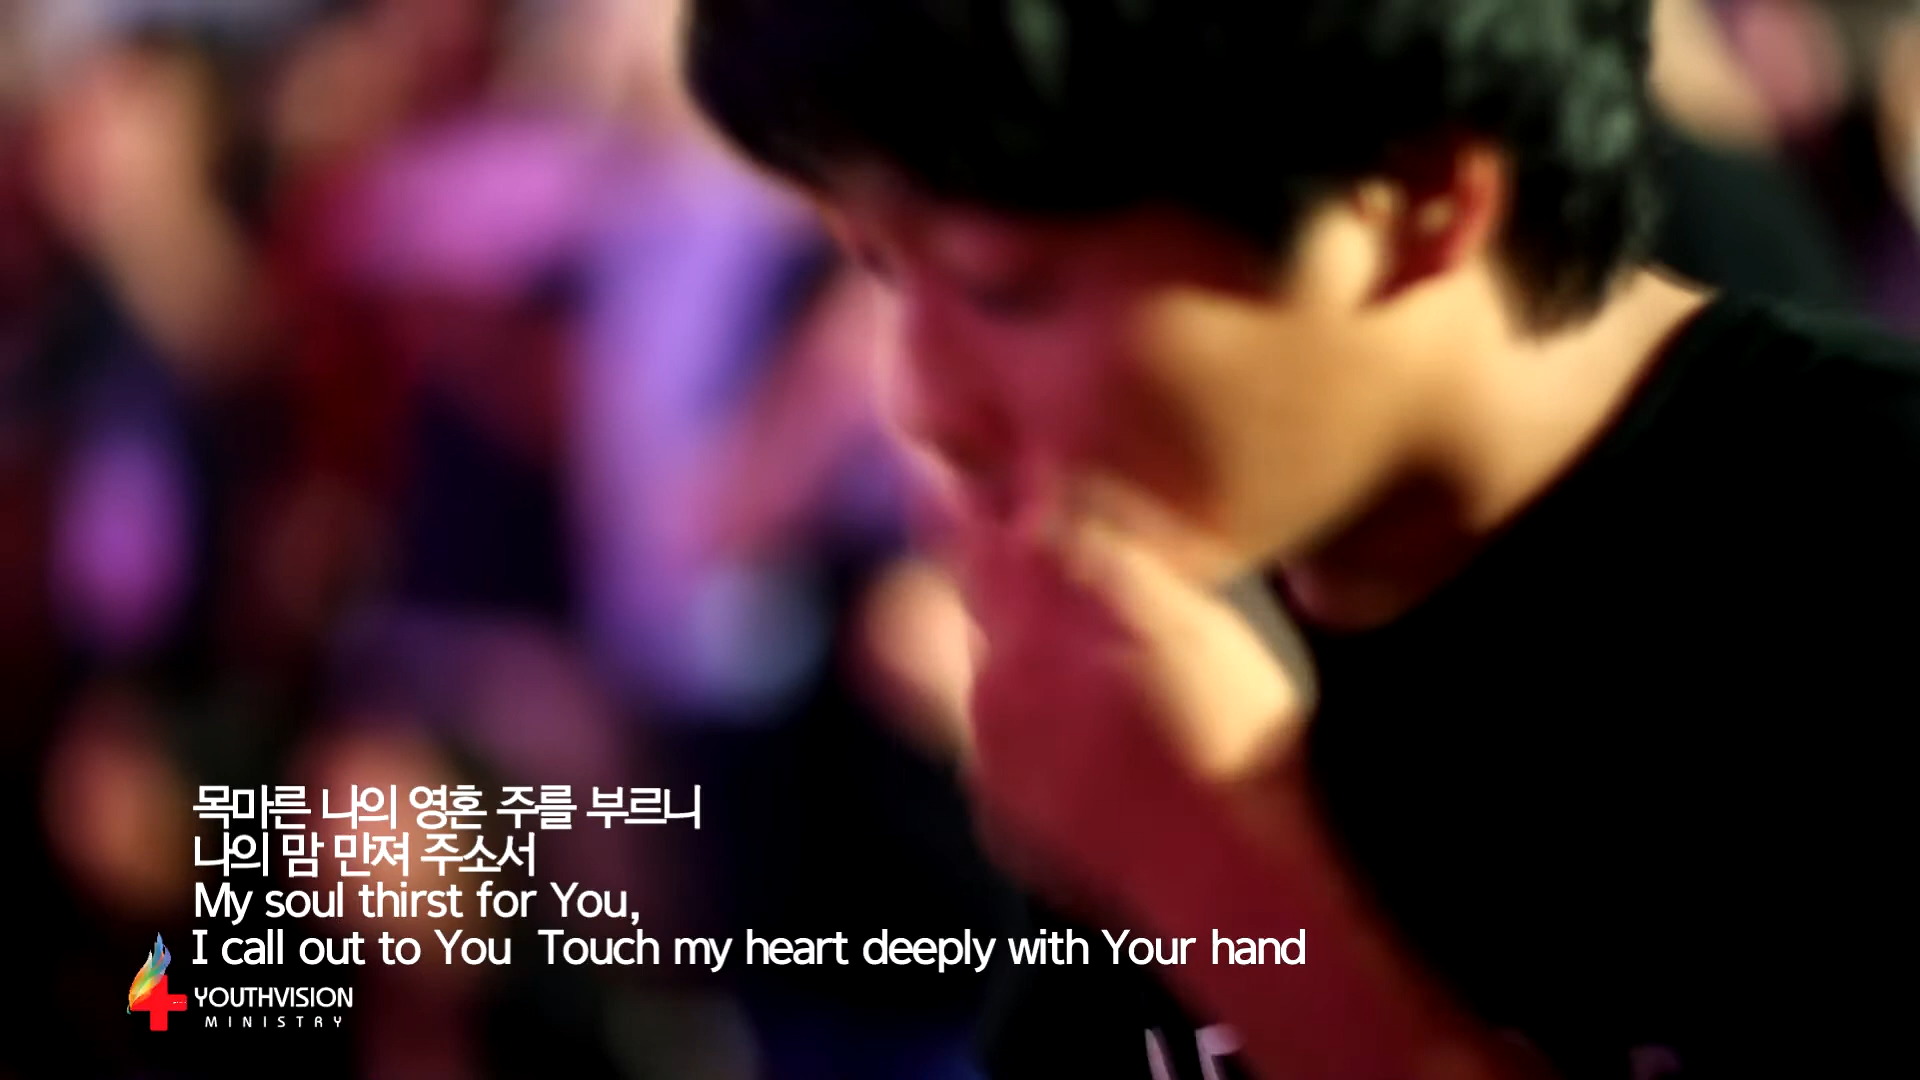 목마른 나의 영혼 주를 부르니
나의 맘 만져 주소서
My soul thirst for You,
I call out to You  Touch my heart deeply with Your hand
YOUTHVISION
MINISTRY